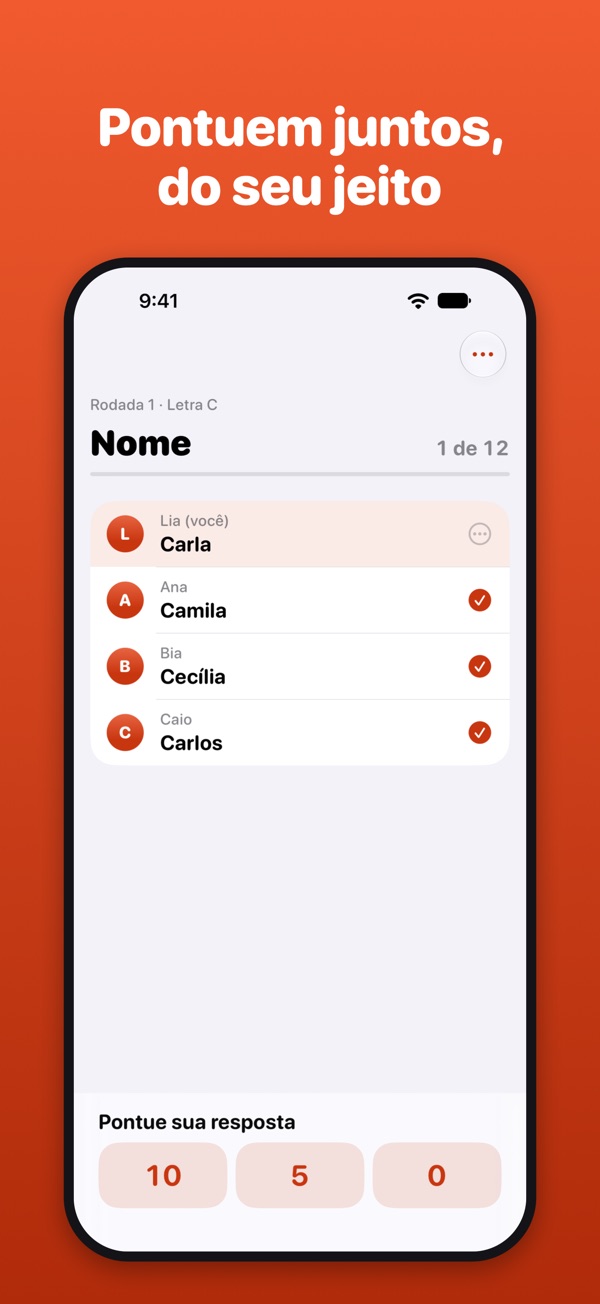 Pontuem juntos,
do seu jeito
9:41
Rodada 1 · Letra C
Nome
1 de 12
L
Lia (você)
Carla
A
Ana
Camila
B
Bia
Cecília
C
Caio
Carlos
Pontue sua resposta
10
5
0